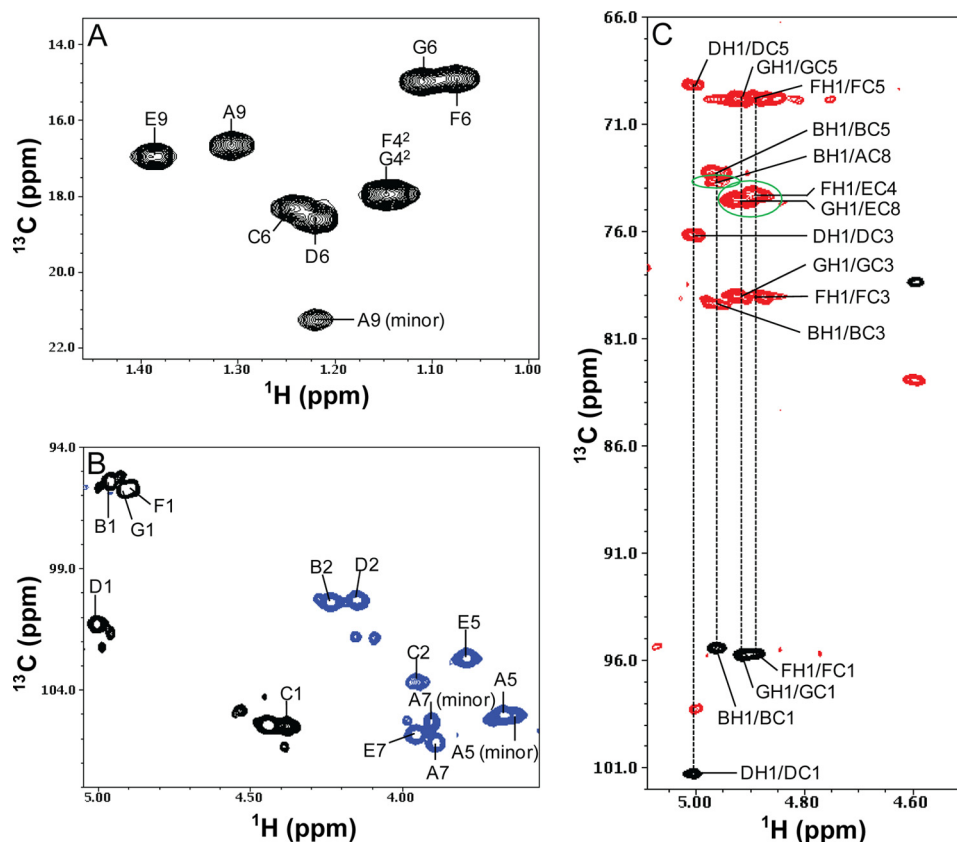 A
14.0
16.0
18.0
20.0
22.0
¹³C (ppm)
G6
F6
E9
A9
F4²
G4²
C6
D6
A9 (minor)
1.40
1.30
1.20
1.10
1.00
¹H (ppm)
B
94.0
99.0
104.0
¹³C (ppm)
B1
G1
F1
D1
B2
D2
E5
C2
A5
C1
A7 (minor)
E7
A7
A5 (minor)
5.00
4.50
4.00
¹H (ppm)
C
66.0
71.0
76.0
81.0
86.0
91.0
96.0
101.0
¹³C (ppm)
DH1/DC5
GH1/GC5
FH1/FC5
BH1/BC5
BH1/AC8
FH1/EC4
GH1/EC8
DH1/DC3
GH1/GC3
FH1/FC3
BH1/BC3
FH1/FC1
GH1/GC1
BH1/BC1
DH1/DC1
5.00
4.80
4.60
¹H (ppm)